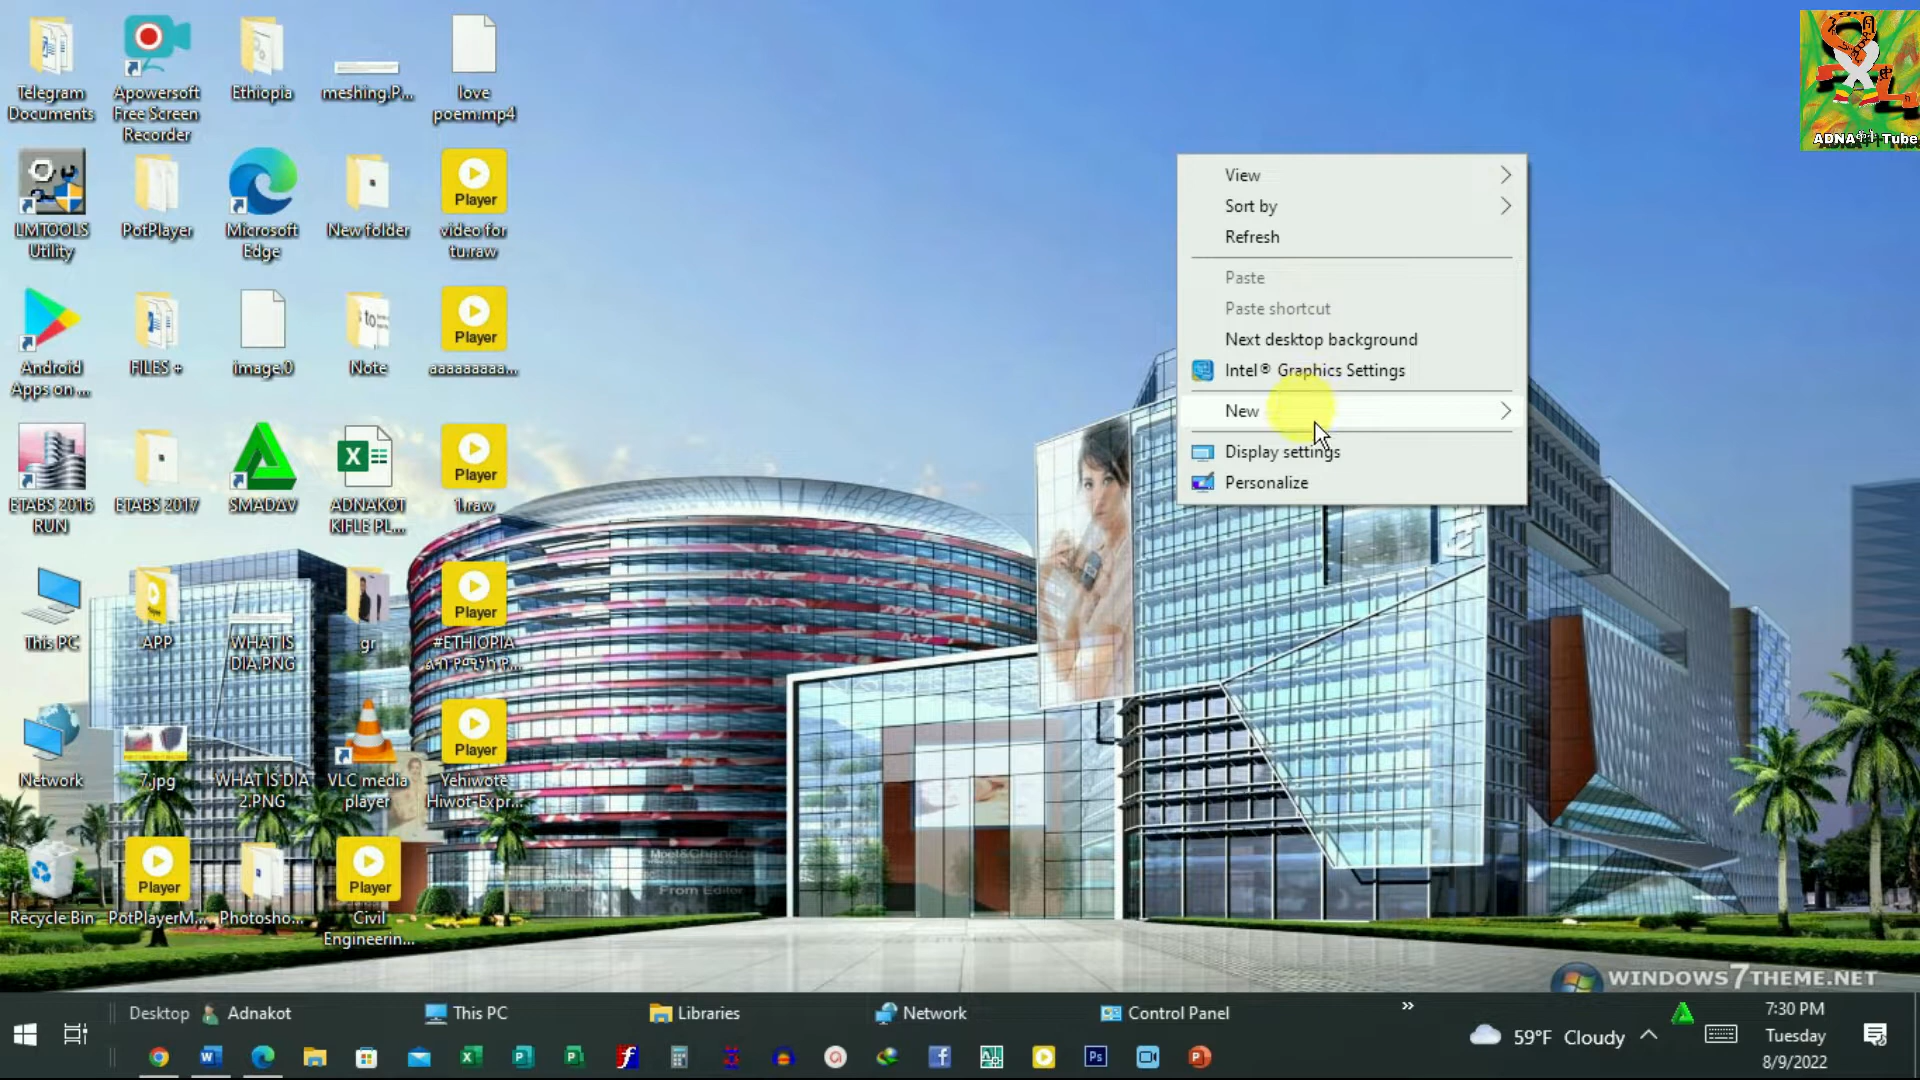 Telegram
Documents
Apowersoft
Free Screen
Recorder
Ethiopia
meshing.P...
love
poem.mp4
LMTOOLS
Utility
PotPlayer
Microsoft
Edge
New folder
Player
video for
tu.raw
Android
Apps on ...
FILES +
image.0
Note
Player
aaaaaaaaa...
ETABS 2016
RUN
ETABS 2017
SMADAV
ADNAKOT
KIFLE PL...
Player
1.raw
This PC
APP
WHAT IS
DIA.PNG
gr
Player
#ETHIOPIA
Network
7.jpg
WHAT IS DIA
2.PNG
VLC media
player
Player
Yehiwote
Hiwot-Expr...
Recycle Bin
Player
PotPlayerM...
Photosho...
Player
Civil
Engineerin...
View
Sort by
Refresh
Paste
Paste shortcut
Next desktop background
Intel® Graphics Settings
New
Display settings
Personalize
ADNAቆት Tube
From Editor
WINDOWS7THEME.NET
Desktop
Adnakot
This PC
Libraries
Network
Control Panel
»
59°F Cloudy
7:30 PM
Tuesday
8/9/2022